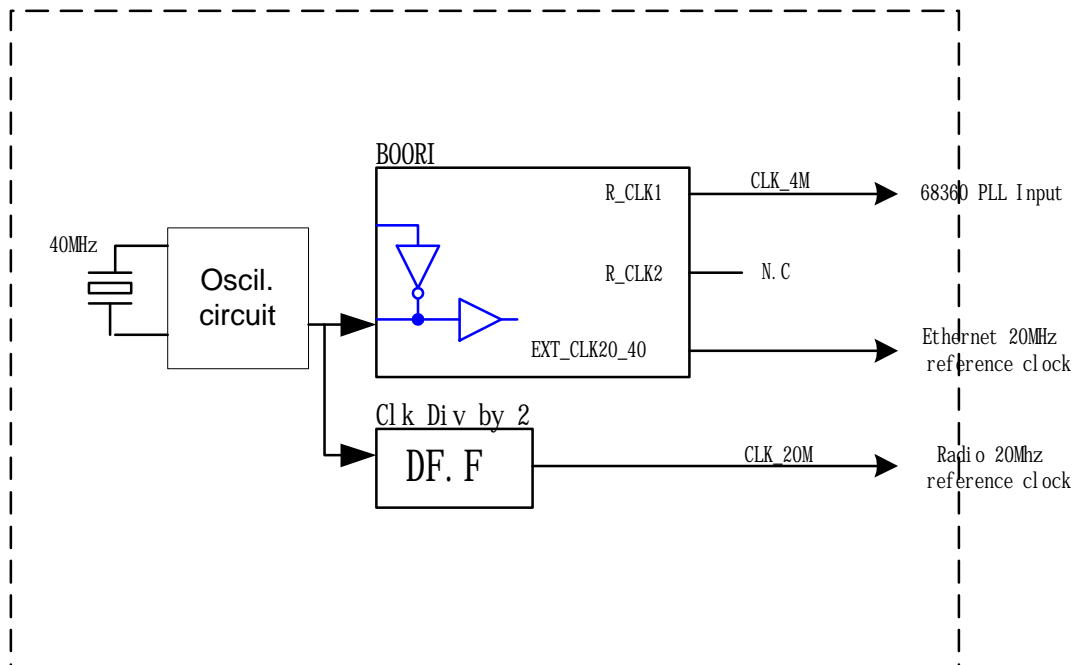 BOORI
R_CLK1
CLK_4M
68360 PLL Input
40MHz
Oscil.
circuit
R_CLK2
N.C
EXT_CLK20_40
Ethernet 20MHz
reference clock
Clk Div by 2
DF.F
CLK_20M
Radio 20Mhz
reference clock